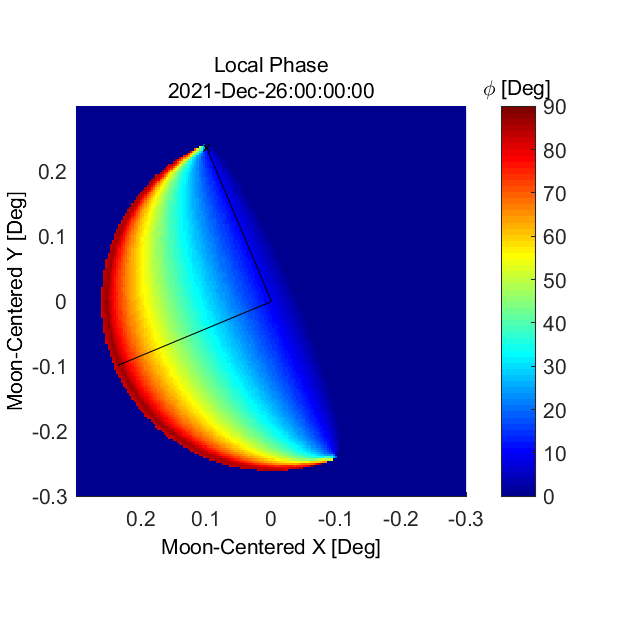 Local Phase
2021-Dec-26:00:00:00:00
ϕ [Deg]
90
80
70
60
50
40
30
20
10
0
Moon-Centered Y [Deg]
0.2
0.1
0
-0.1
-0.2
-0.3
0.2 0.1 0 -0.1 -0.2 -0.3
Moon-Centered X [Deg]